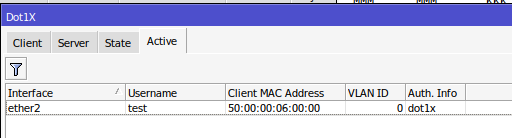 Dot1X
Client Server State Active
Interface Username Client MAC Address VLAN ID Auth. Info
ether2 test 50:00:00:06:00:00 0 dot1x